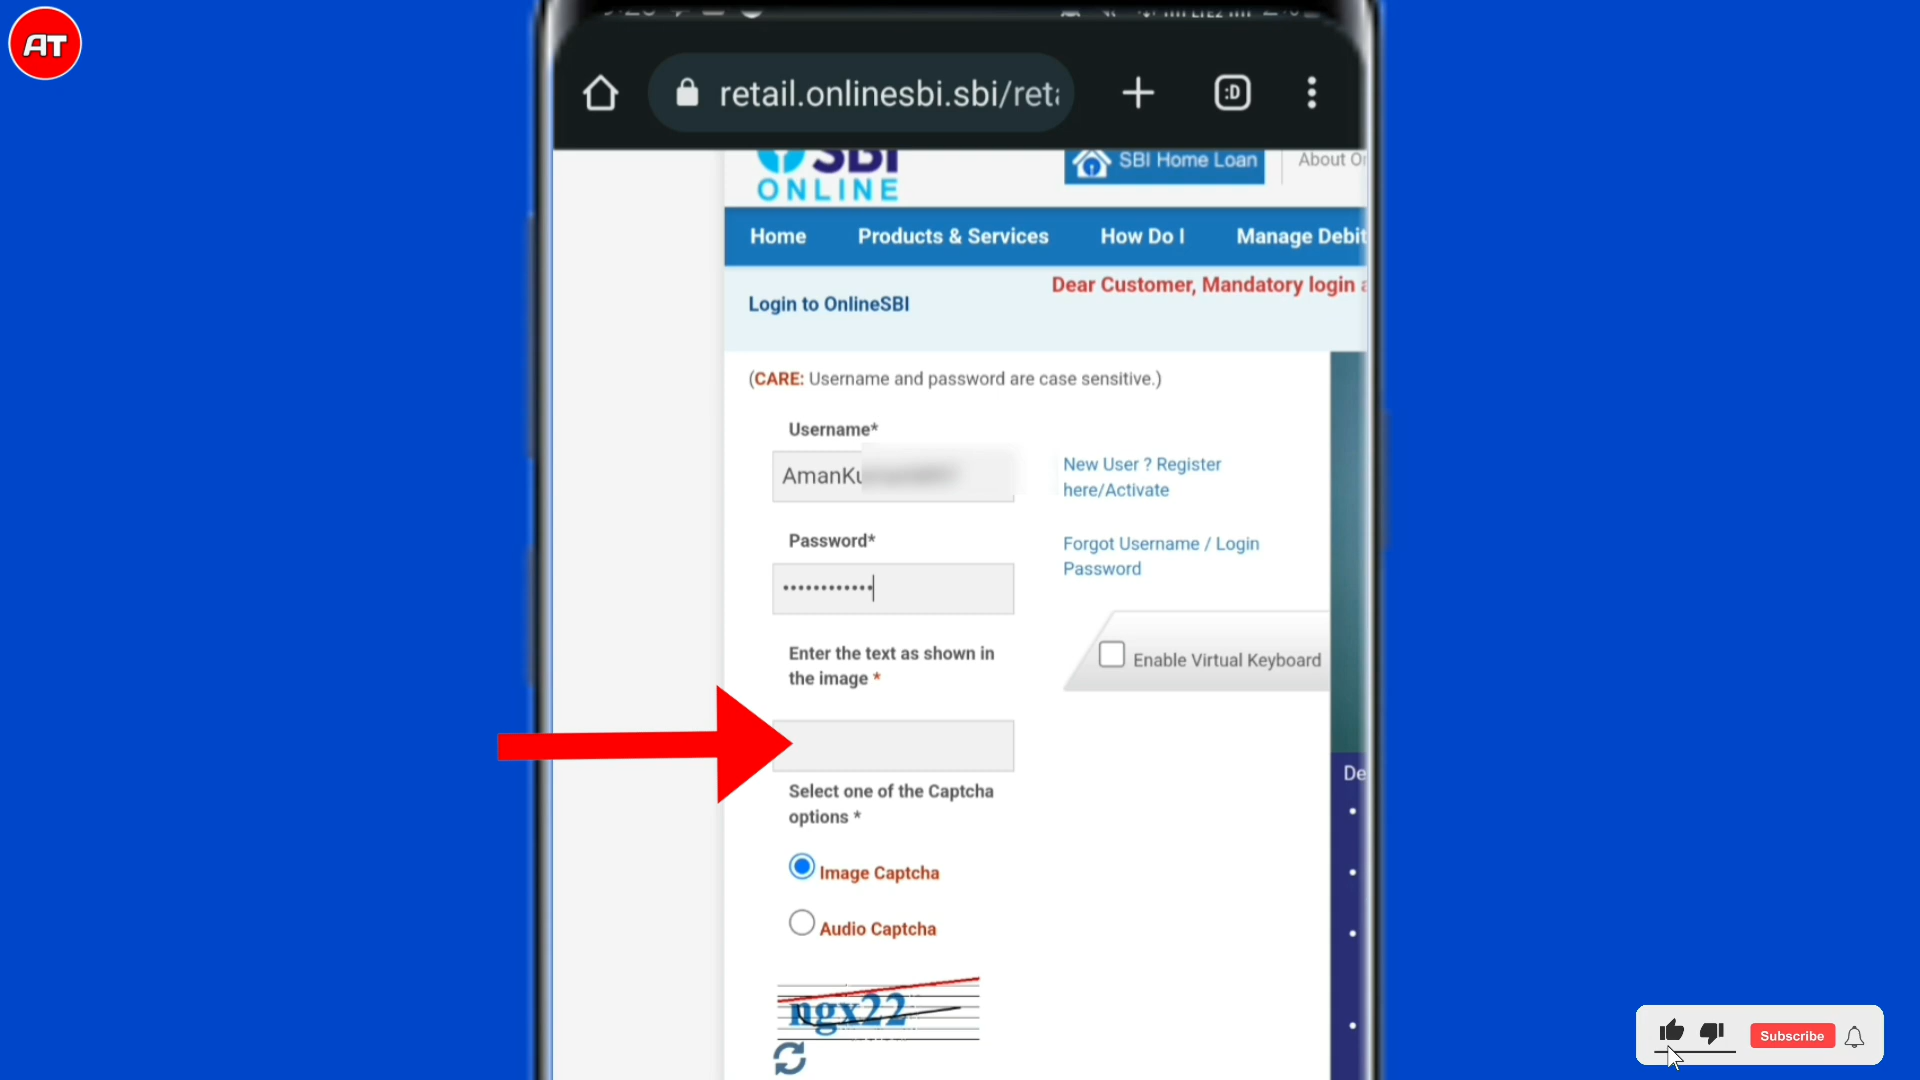 AT
retail.onlinesbi.sbi/reta
:D
SBI
ONLINE
SBI Home Loan
About
Home
Products & Services
How Do I
Manage Debit
Dear Customer, Mandatory login
Login to OnlineSBI
(CARE: Username and password are case sensitive.)
Username*
AmanKu
New User ? Register
here/Activate
Password*
••••••••••••
Forgot Username / Login
Password
Enter the text as shown in
the image *
Enable Virtual Keyboard
Select one of the Captcha
options *
De
Image Captcha
Audio Captcha
ngx22
Subscribe